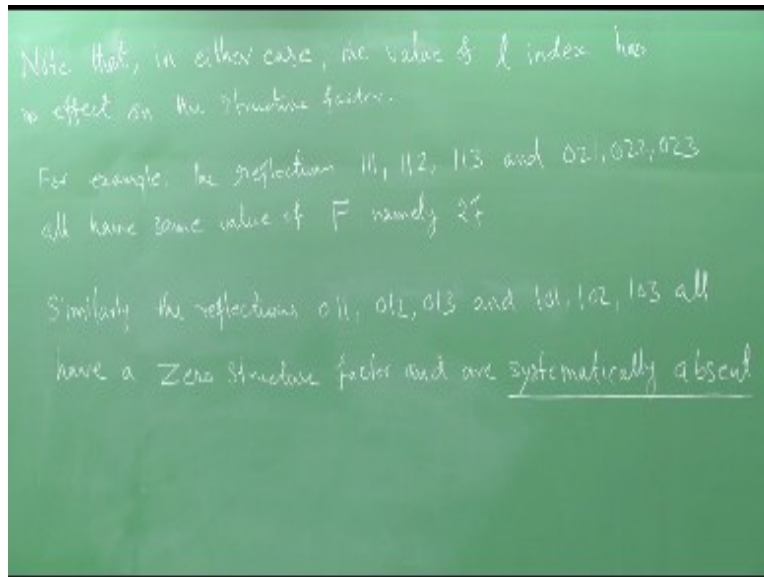 Note that, in either case, the value of l index has
no effect on the structure factor.
For example, the reflections 111, 112, 113 and 021, 022, 023
all have same value of F namely 2f
Similarly the reflections 011, 012, 013 and 101, 102, 103 all
have a Zero Structure factor and are systematically absent